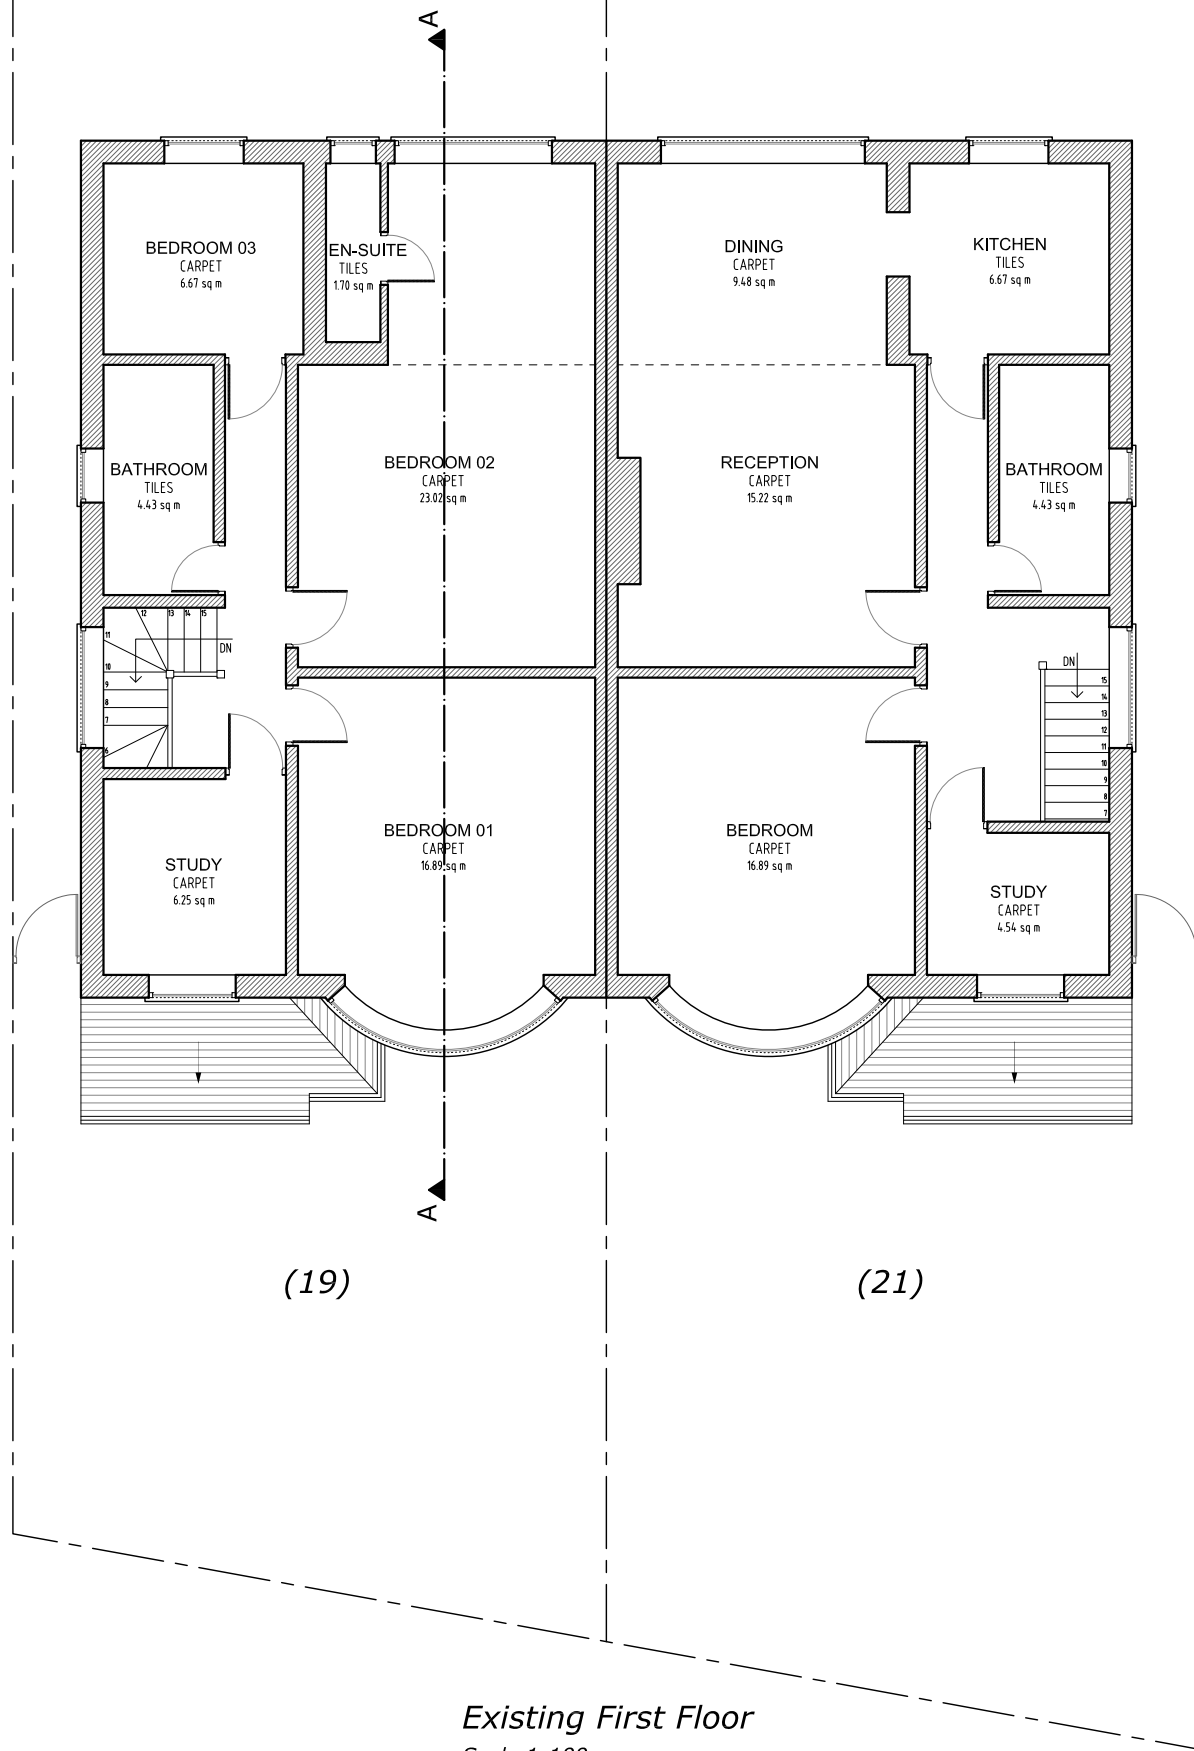 A
BEDROOM 03
CARPET
6.67 sq m
EN-SUITE
TILES
1.70 sq m
DINING
CARPET
9.48 sq m
KITCHEN
TILES
6.67 sq m
BATHROOM
TILES
4.43 sq m
BEDROOM 02
CARPET
23.02 sq m
RECEPTION
CARPET
15.22 sq m
BATHROOM
TILES
4.43 sq m
12 13 14 15
11
10
9
8
7
6
DN
DN
15
14
13
12
11
10
9
8
7
BEDROOM 01
CARPET
16.89 sq m
BEDROOM
CARPET
16.89 sq m
STUDY
CARPET
6.25 sq m
STUDY
CARPET
4.54 sq m
A
(19)
(21)
Existing First Floor